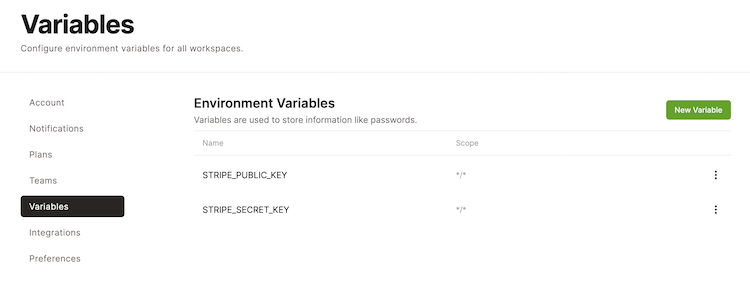 Variables
Configure environment variables for all workspaces.
Account
Notifications
Plans
Teams
Variables
Integrations
Preferences
Environment Variables
Variables are used to store information like passwords.
New Variable
Name Scope
STRIPE_PUBLIC_KEY */*
STRIPE_SECRET_KEY */*